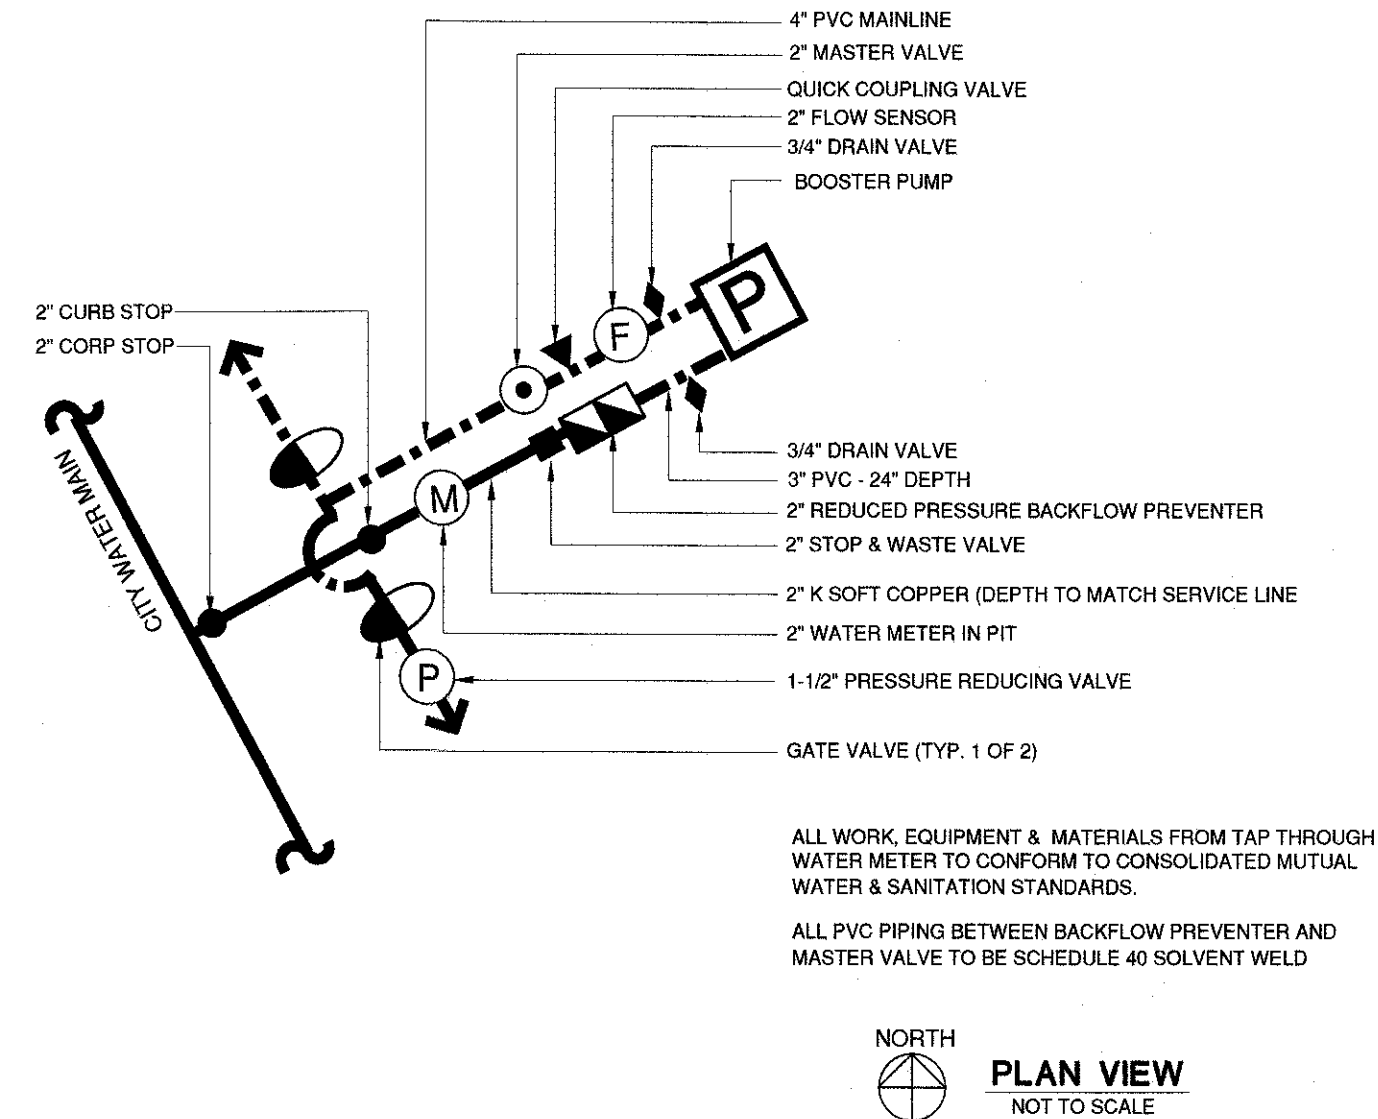 4" PVC MAINLINE
2" MASTER VALVE
QUICK COUPLING VALVE
2" FLOW SENSOR
3/4" DRAIN VALVE
BOOSTER PUMP
P
2" CURB STOP
2" CORP STOP
F
M
CITY WATER MAIN
P
3/4" DRAIN VALVE
3" PVC - 24" DEPTH
2" REDUCED PRESSURE BACKFLOW PREVENTER
2" STOP & WASTE VALVE
2" K SOFT COPPER (DEPTH TO MATCH SERVICE LINE
2" WATER METER IN PIT
1-1/2" PRESSURE REDUCING VALVE
GATE VALVE (TYP. 1 OF 2)
ALL WORK, EQUIPMENT & MATERIALS FROM TAP THROUGH
WATER METER TO CONFORM TO CONSOLIDATED MUTUAL
WATER & SANITATION STANDARDS.
ALL PVC PIPING BETWEEN BACKFLOW PREVENTER AND
MASTER VALVE TO BE SCHEDULE 40 SOLVENT WELD
NORTH
PLAN VIEW
NOT TO SCALE